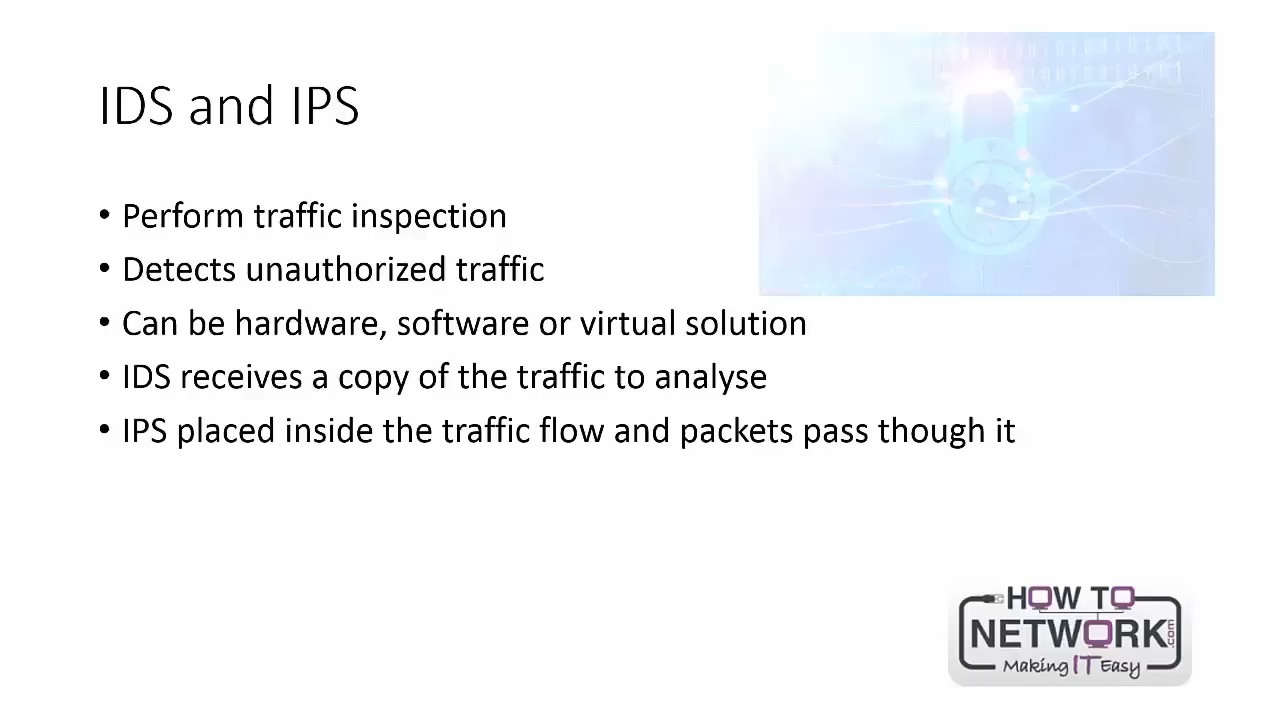 IDS and IPS
• Perform traffic inspection
• Detects unauthorized traffic
• Can be hardware, software or virtual solution
• IDS receives a copy of the traffic to analyse
• IPS placed inside the traffic flow and packets pass though it
HOW TO
NETWORK.com
Making IT Easy